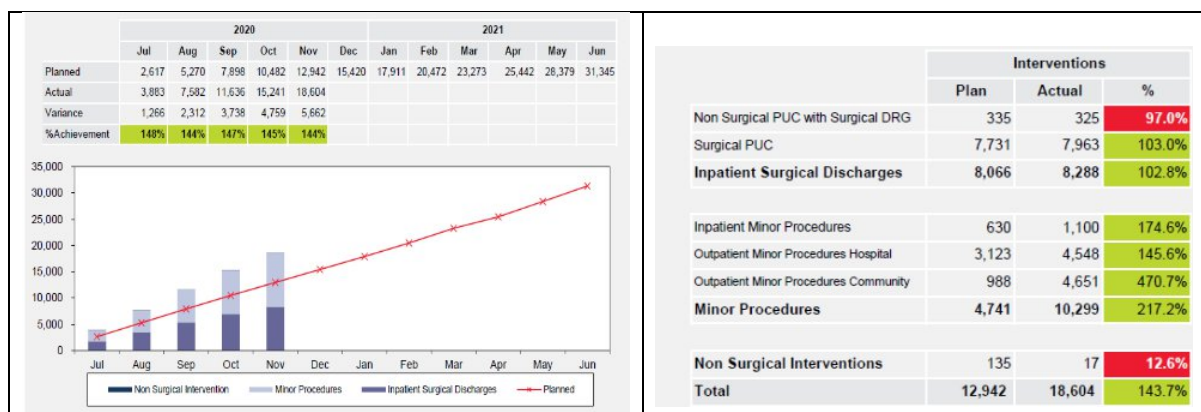 2020 2021
Jul Aug Sep Oct Nov Dec Jan Feb Mar Apr May Jun
Planned 2,617 5,270 7,898 10,482 12,942 15,420 17,911 20,472 23,273 25,442 28,379 31,345
Actual 3,883 7,582 11,636 15,241 18,604
Variance 1,266 2,312 3,738 4,759 5,662
%Achievement 148% 144% 147% 145% 144%
35,000
30,000
25,000
20,000
15,000
10,000
5,000
0
Jul Aug Sep Oct Nov Dec Jan Feb Mar Apr May Jun
Non Surgical Intervention Minor Procedures Inpatient Surgical Discharges Planned
Interventions
Plan Actual %
Non Surgical PUC with Surgical DRG 335 325 97.0%
Surgical PUC 7,731 7,963 103.0%
Inpatient Surgical Discharges 8,066 8,288 102.8%
Inpatient Minor Procedures 630 1,100 174.6%
Outpatient Minor Procedures Hospital 3,123 4,548 145.6%
Outpatient Minor Procedures Community 988 4,651 470.7%
Minor Procedures 4,741 10,299 217.2%
Non Surgical Interventions 135 17 12.6%
Total 12,942 18,604 143.7%